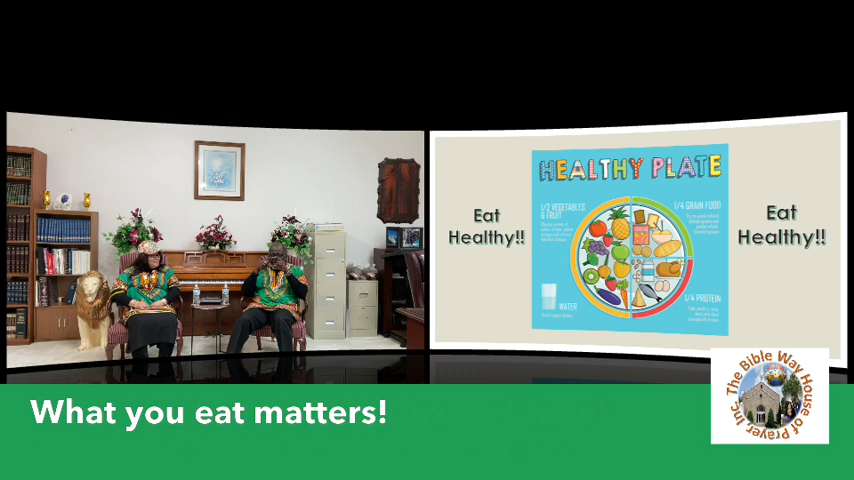 Eat
Healthy!!
HEALTHY PLATE
1/2 VEGETABLES
& FRUIT
1/4 GRAIN FOOD
1/4 PROTEIN
WATER
Eat
Healthy!!
What you eat matters!
The Bible Way House of Prayer, Inc.